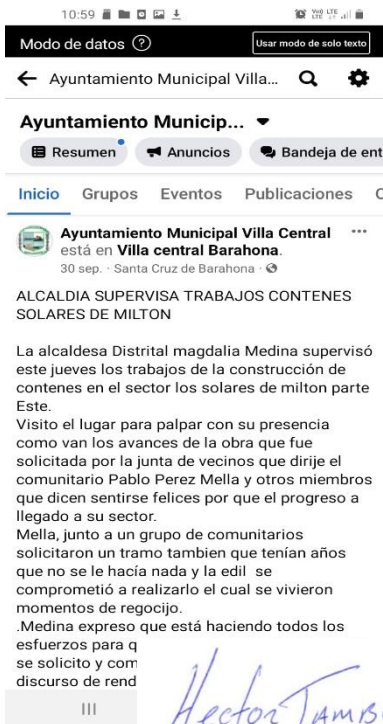 10:59
Modo de datos ? Usar modo de solo texto
Ayuntamiento Municipal Villa...
Ayuntamiento Municip...
Resumen Anuncios Bandeja de ent
Inicio Grupos Eventos Publicaciones
Ayuntamiento Municipal Villa Central
está en Villa central Barahona.
30 sep. · Santa Cruz de Barahona ·
ALCALDIA SUPERVISA TRABAJOS CONTENES
SOLARES DE MILTON
La alcaldesa Distrital magdalia Medina supervisó
este jueves los trabajos de la construcción de
contenes en el sector los solares de milton parte
Este.
Visito el lugar para palpar con su presencia
como van los avances de la obra que fue
solicitada por la junta de vecinos que dirije el
comunitario Pablo Perez Mella y otros miembros
que dicen sentirse felices por que el progreso a
llegado a su sector.
Mella, junto a un grupo de comunitarios
solicitaron un tramo tambien que tenían años
que no se le hacía nada y la edil se
comprometió a realizarlo el cual se vivieron
momentos de regocijo.
.Medina expreso que está haciendo todos los
esfuerzos para q
se solicito y com
discurso de rend
Hector TAMB